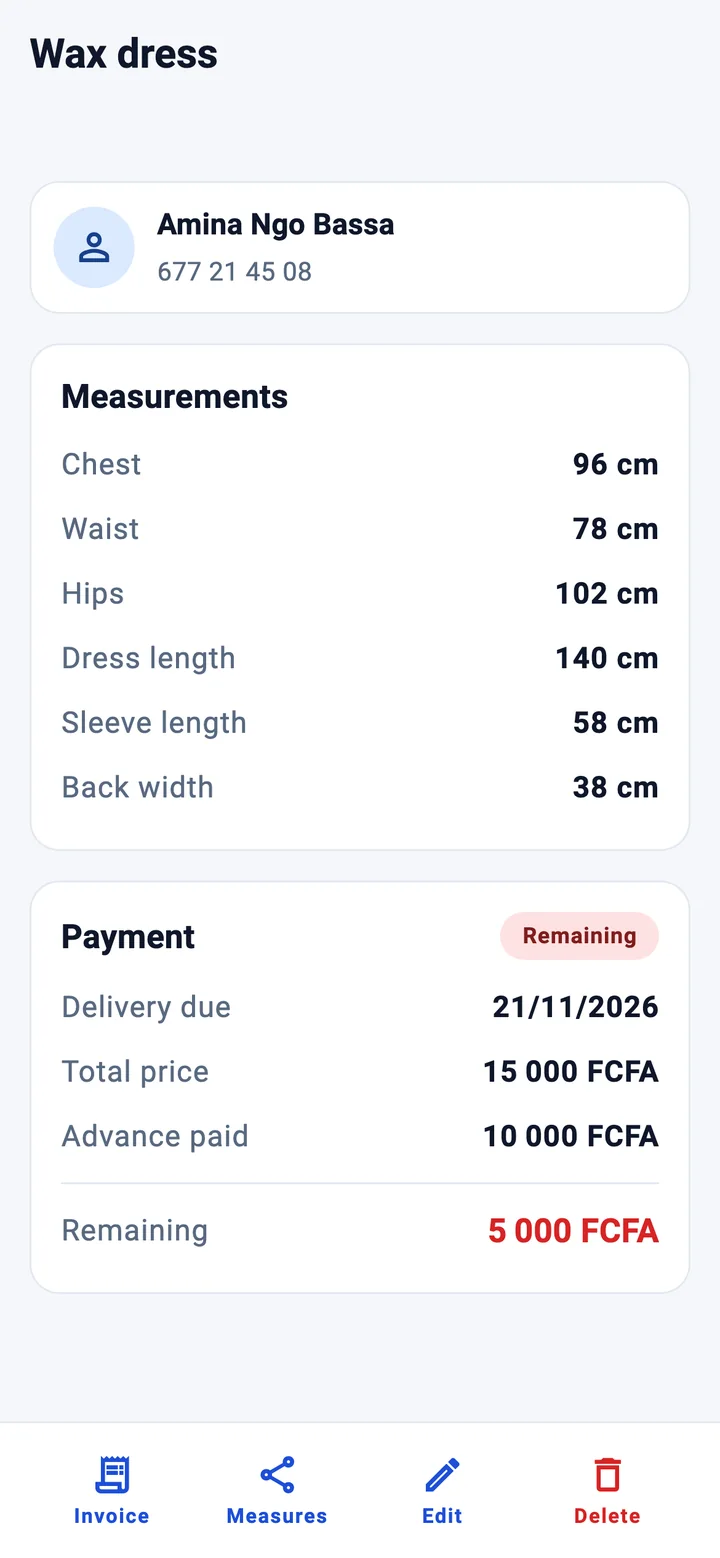 Wax dress
Amina Ngo Bassa
677 21 45 08
Measurements
Chest 96 cm
Waist 78 cm
Hips 102 cm
Dress length 140 cm
Sleeve length 58 cm
Back width 38 cm
Payment Remaining
Delivery due 21/11/2026
Total price 15 000 FCFA
Advance paid 10 000 FCFA
Remaining 5 000 FCFA
Invoice Measures Edit Delete